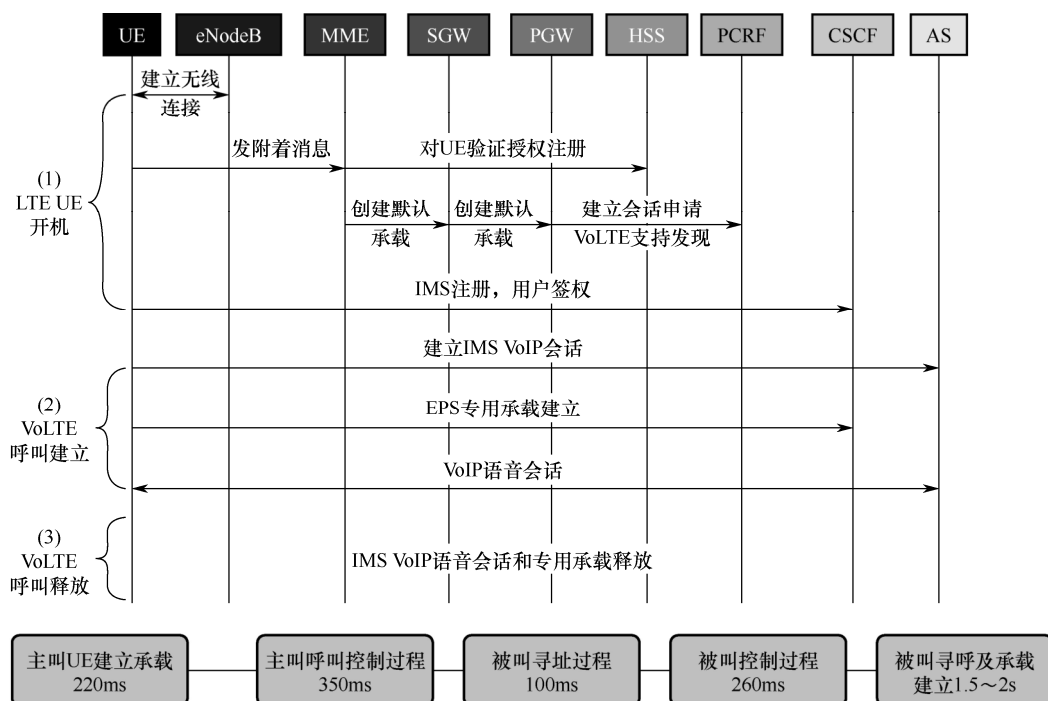 UE eNodeB MME SGW PGW HSS PCRF CSCF AS
建立无线
连接
发附着消息 对UE验证授权注册
(1)
LTE UE
开机
创建默认 创建默认 建立会话申请
承载 承载 VoLTE支持发现
IMS注册，用户签权
建立IMS VoIP会话
(2)
VoLTE
呼叫建立
EPS专用承载建立
VoIP语音会话
(3)
VoLTE
呼叫释放
IMS VoIP语音会话和专用承载释放
主叫UE建立承载
220ms
主叫呼叫控制过程
350ms
被叫寻址过程
100ms
被叫控制过程
260ms
被叫寻呼及承载
建立1.5～2s